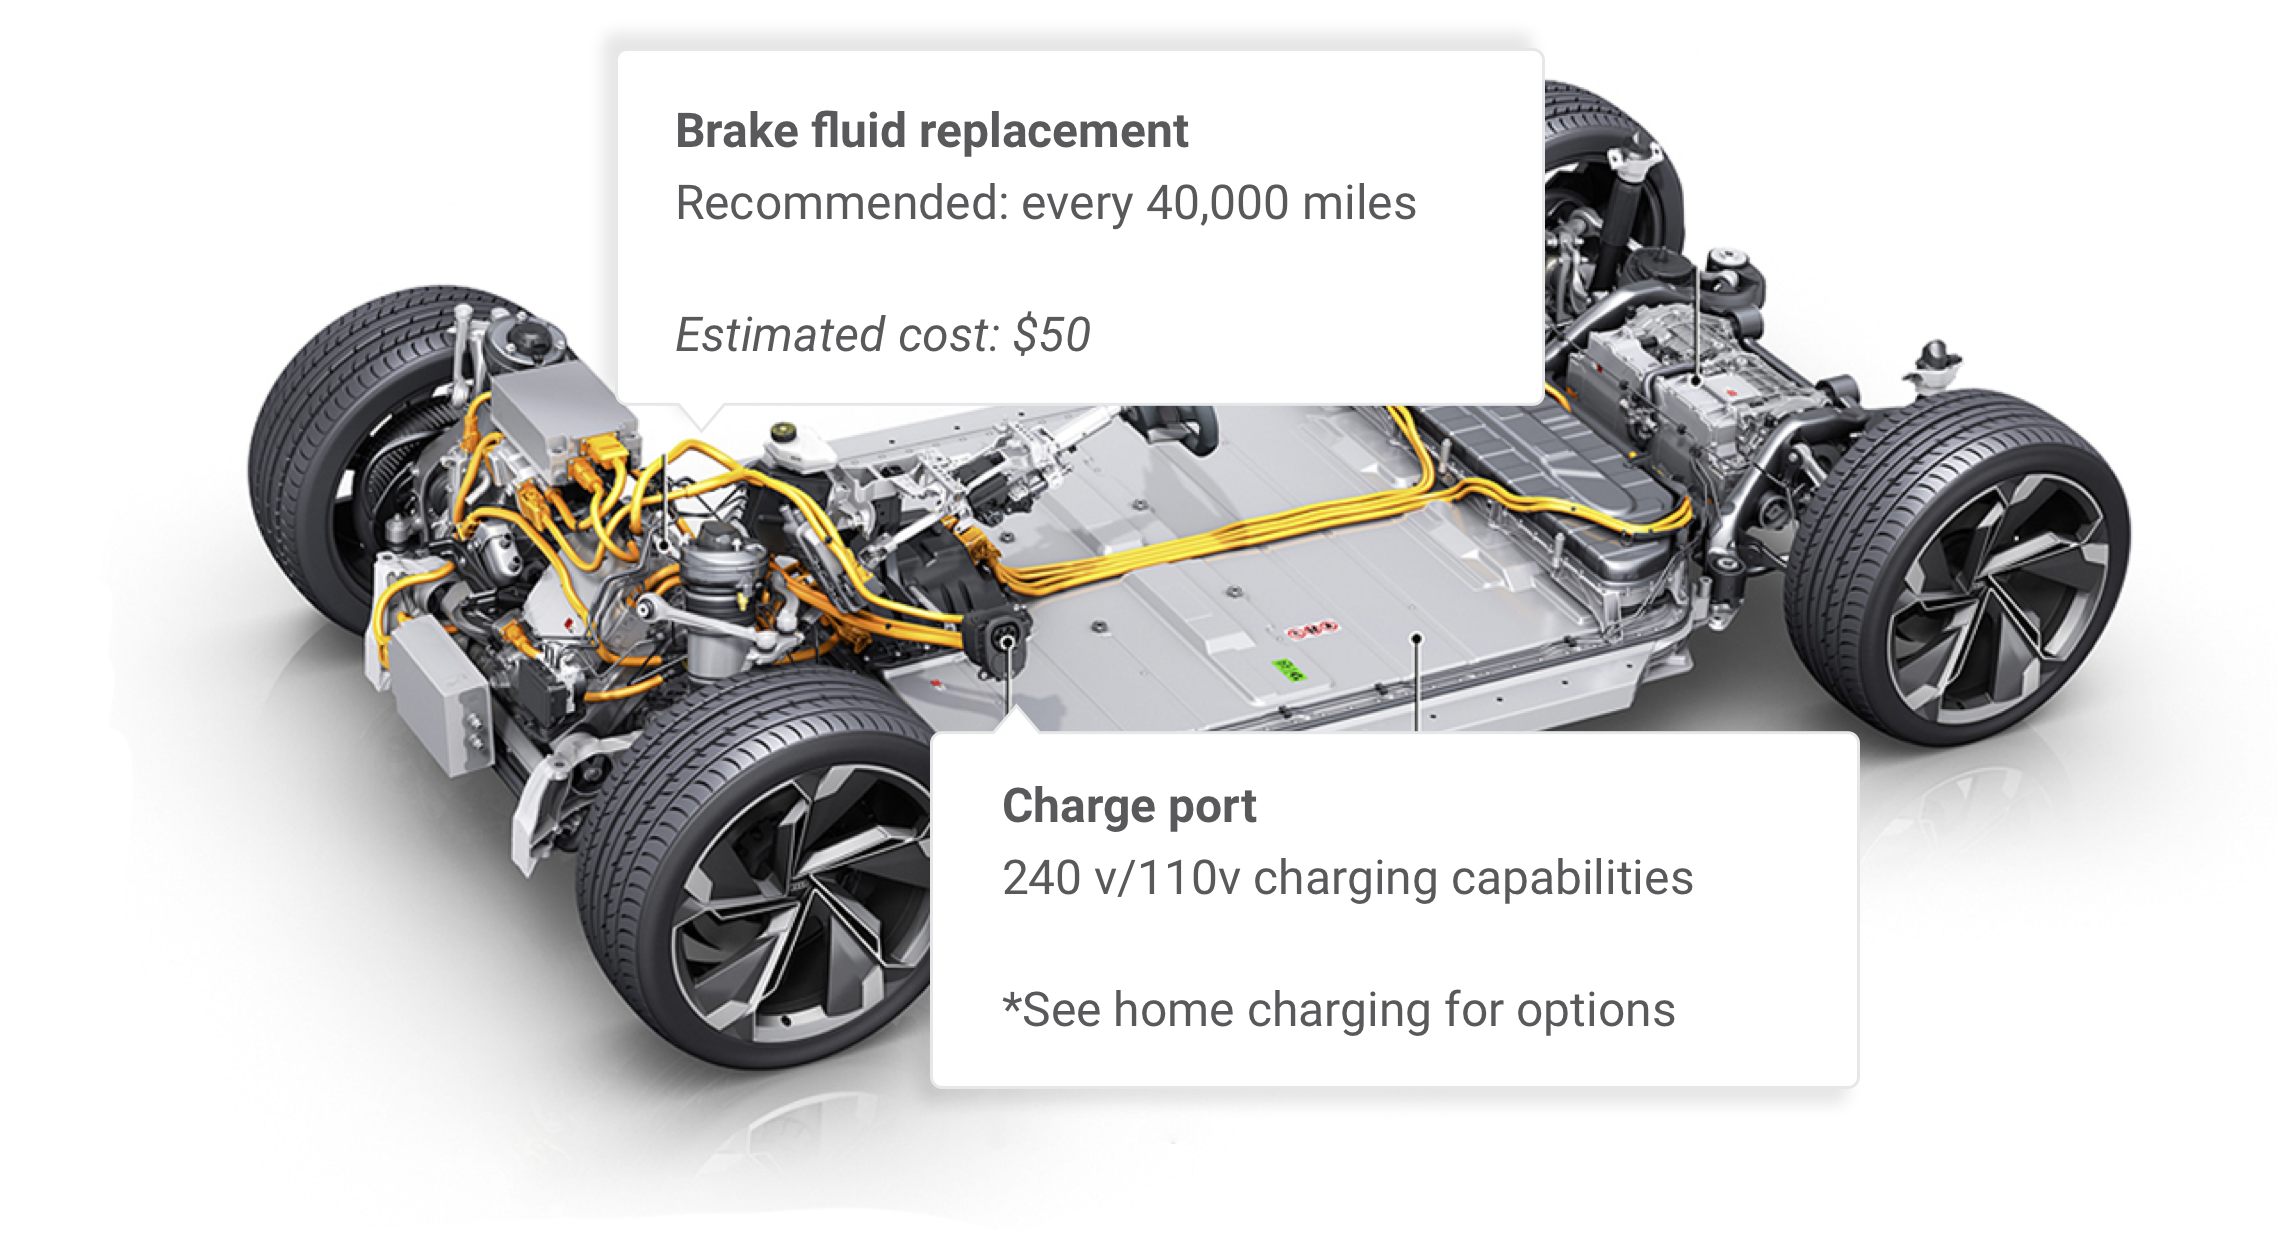 Brake fluid replacement
Recommended: every 40,000 miles
Estimated cost: $50
Charge port
240 v/110v charging capabilities
*See home charging for options